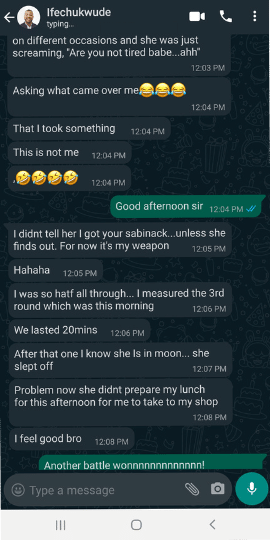 Ifechukwude
typing...
on different occasions and she was just
screaming, "Are you not tired babe...ahh"
12:03 PM
Asking what came over me😂😂😂
12:04 PM
That I took something 12:04 PM
This is not me 12:04 PM
.🤣🤣🤣🤣 12:04 PM
Good afternoon sir 12:04 PM
I didnt tell her I got your sabinack...unless she
finds out. For now it's my weapon 12:05 PM
Hahaha 12:05 PM
I was so hatf all through... I measured the 3rd
round which was this morning 12:06 PM
We lasted 20mins 12:06 PM
After that one I know she Is in moon... she
slept off 12:07 PM
Problem now she didnt prepare my lunch
for this afternoon for me to take to my shop
12:08 PM
I feel good bro 12:08 PM
Another battle wonnnnnnnnnnnnn!
Type a message